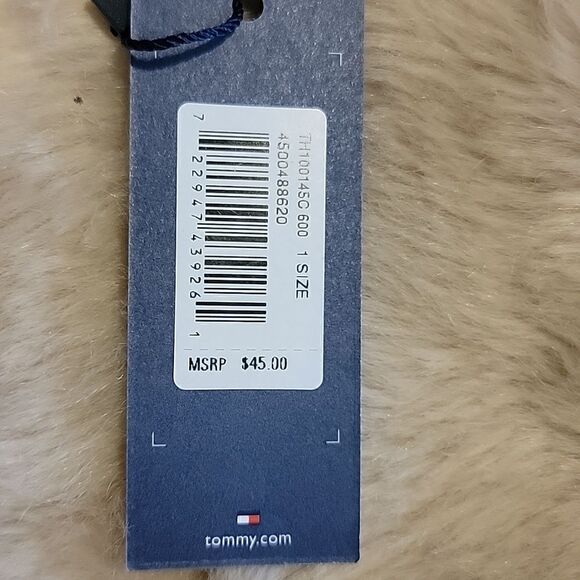 TH100145C 600 1 SIZE
4500488620
7 22947 43926 1
MSRP $45.00
tommy.com